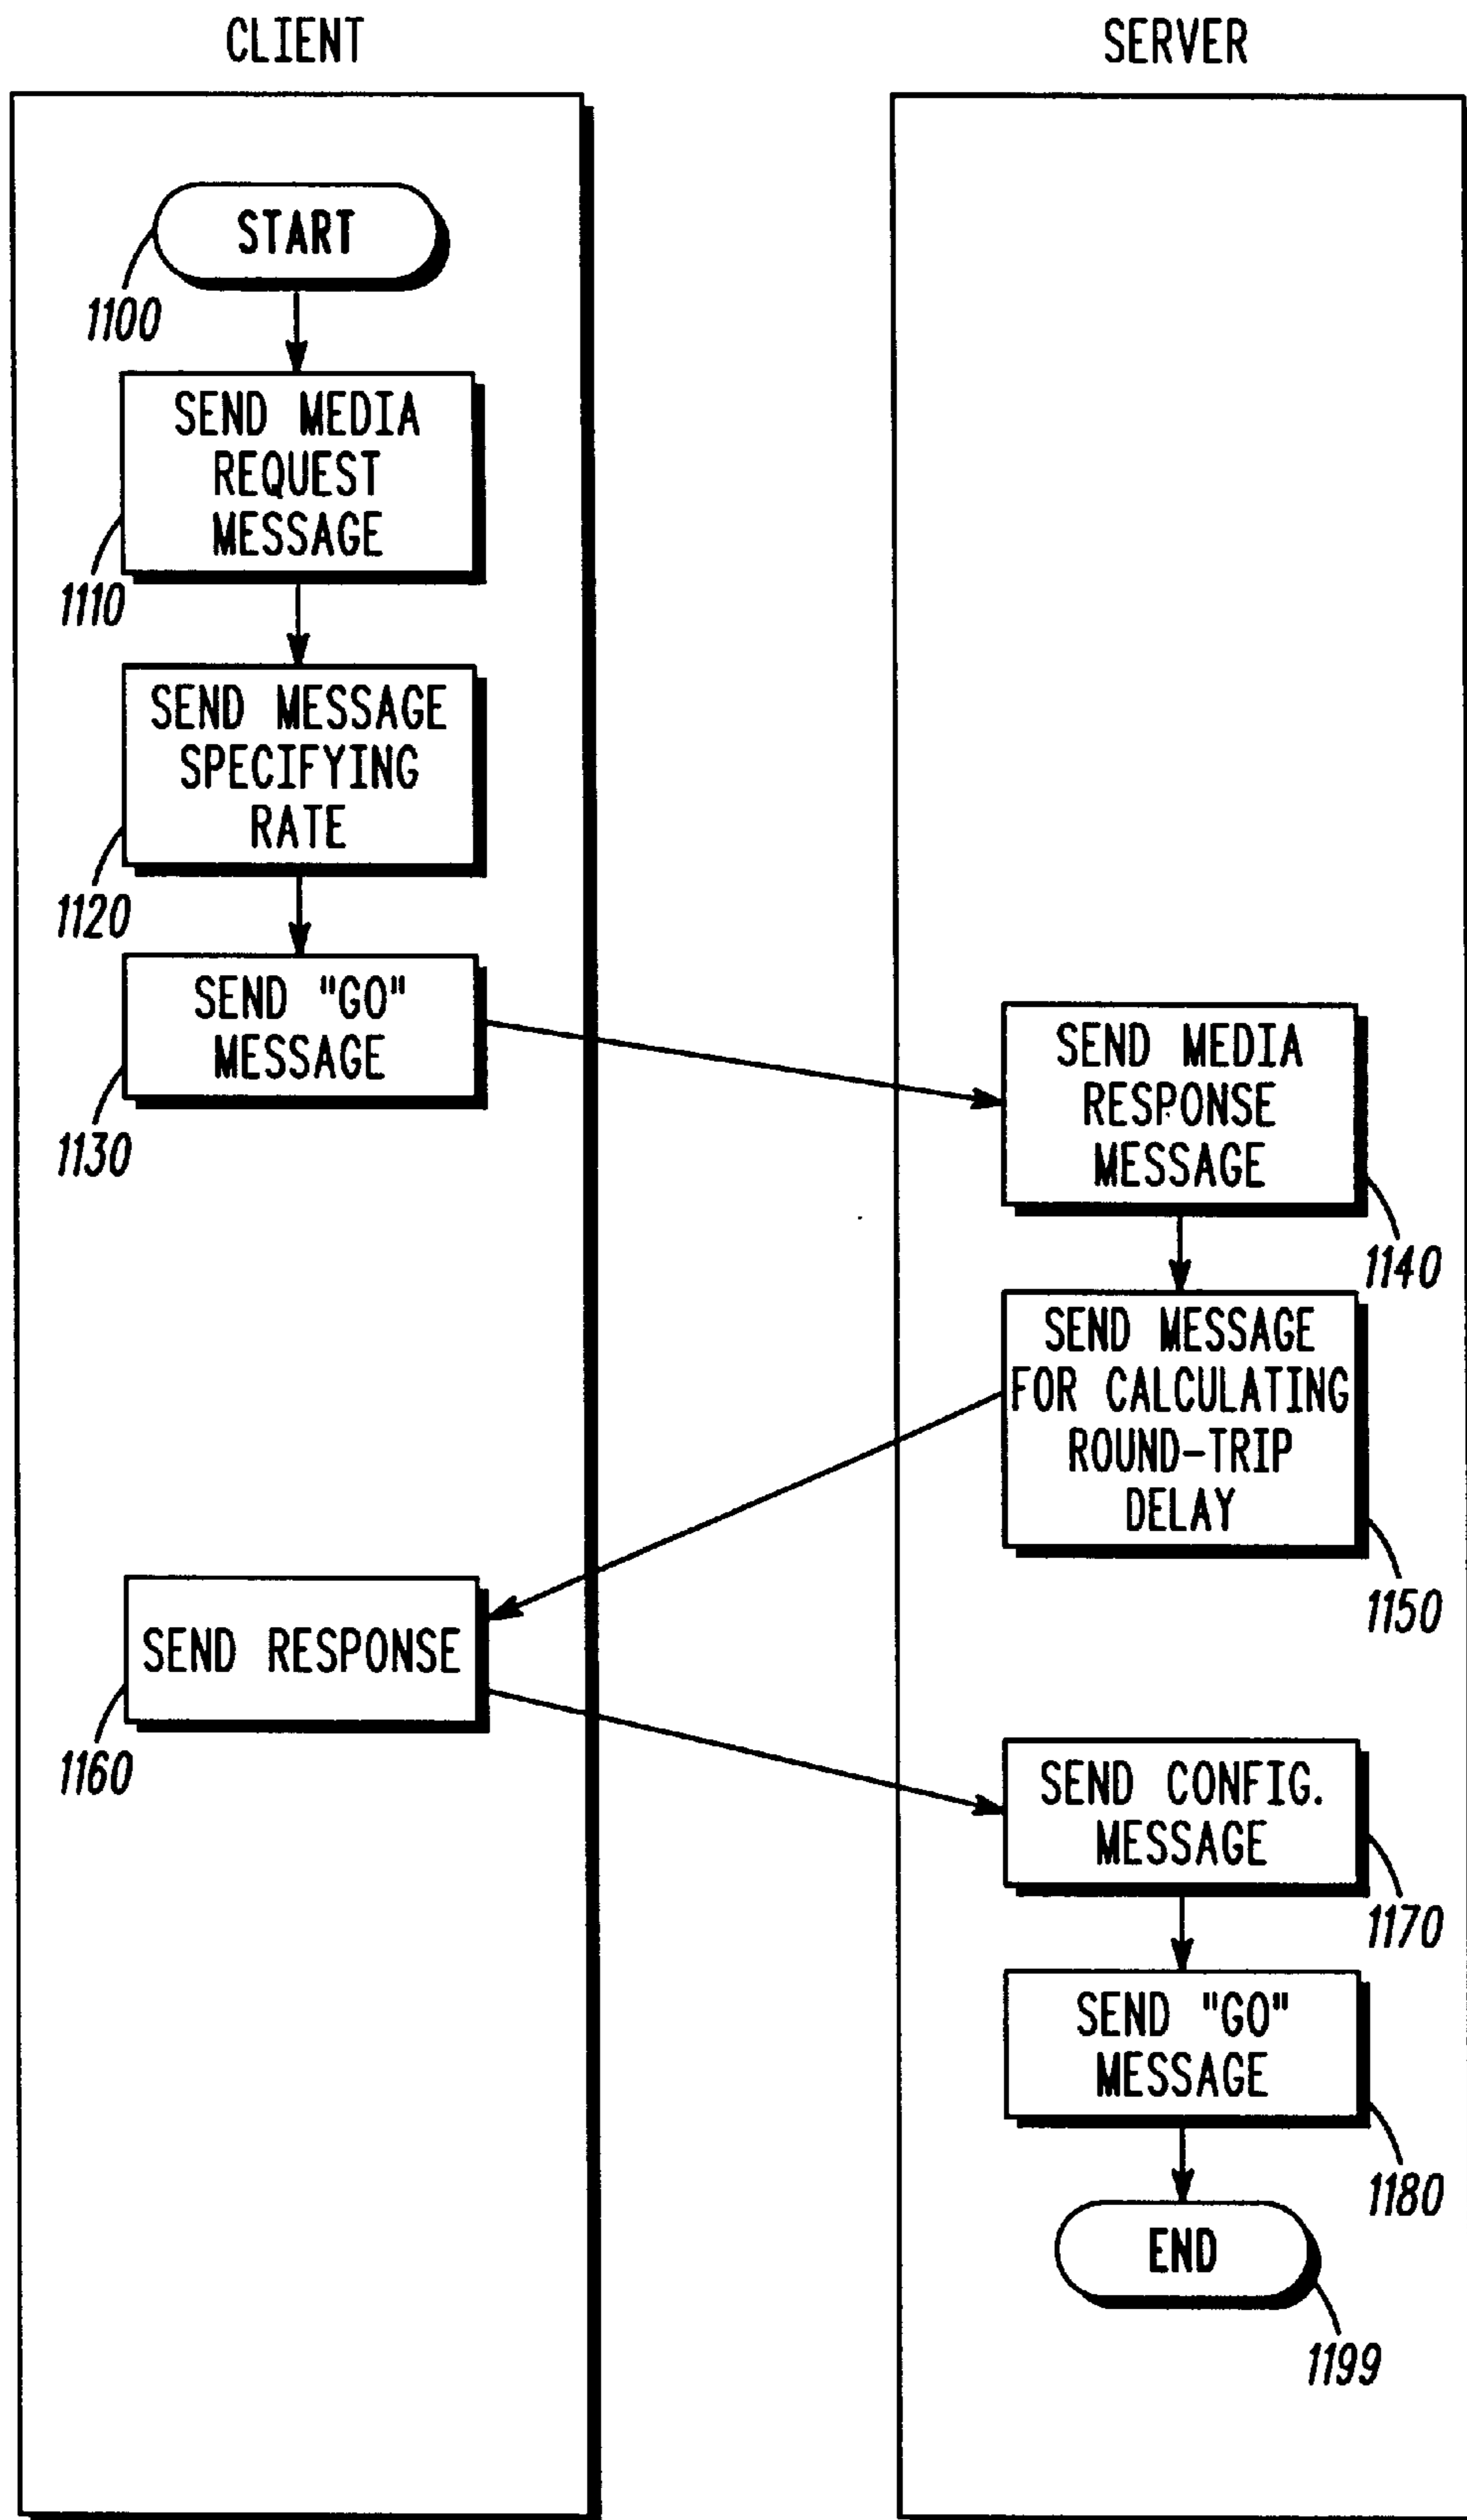 CLIENT
SERVER
START
1100
SEND MEDIA
REQUEST
MESSAGE
1110
SEND MESSAGE
SPECIFYING
RATE
1120
SEND "GO"
MESSAGE
1130
SEND MEDIA
RESPONSE
MESSAGE
1140
SEND MESSAGE
FOR CALCULATING
ROUND-TRIP
DELAY
1150
SEND RESPONSE
1160
SEND CONFIG.
MESSAGE
1170
SEND "GO"
MESSAGE
1180
END
1199